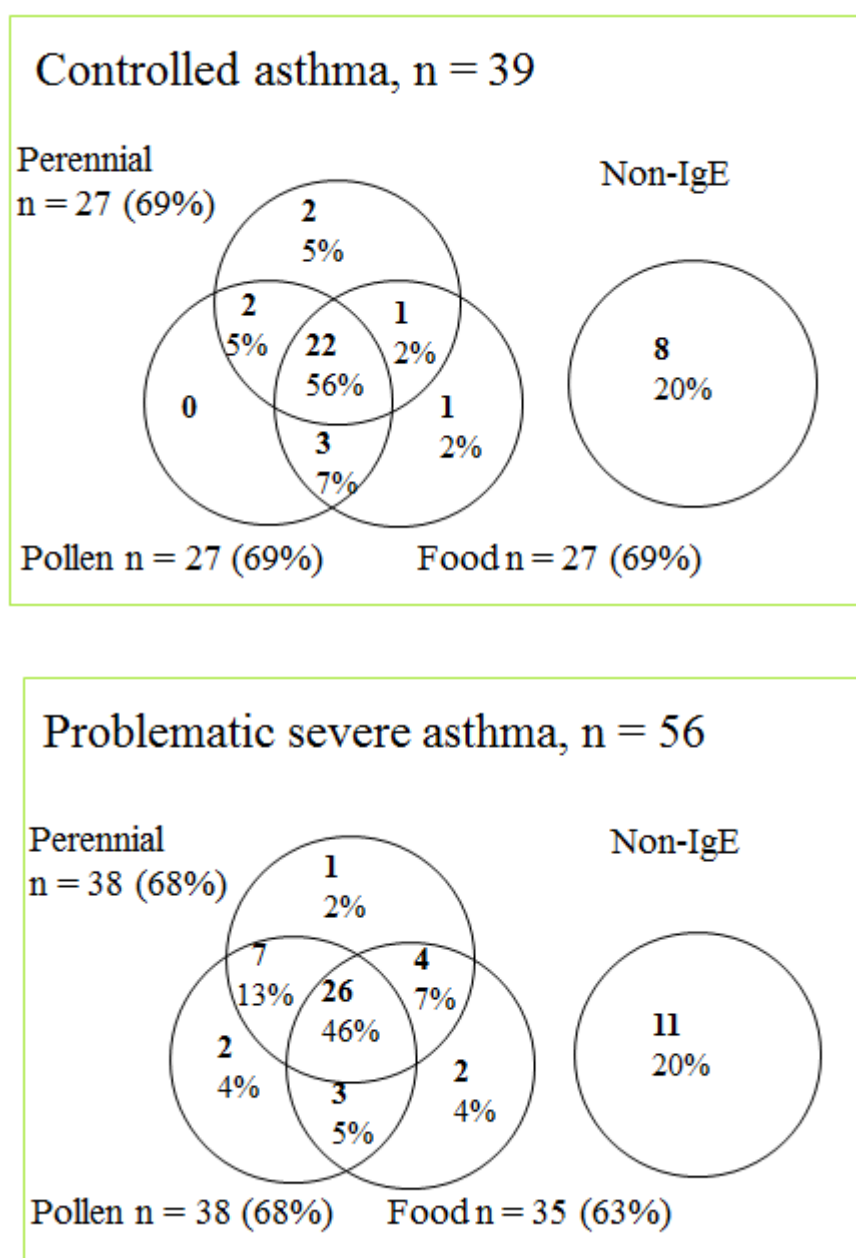 Controlled asthma, n = 39
Perennial
n = 27 (69%)
Non-IgE
2
5%
2
5%
22
56%
1
2%
8
20%
0
1
2%
3
7%
Pollen n = 27 (69%)
Food n = 27 (69%)
Problematic severe asthma, n = 56
Perennial
n = 38 (68%)
Non-IgE
1
2%
7
13%
26
46%
4
7%
11
20%
2
4%
2
4%
3
5%
Pollen n = 38 (68%)
Food n = 35 (63%)